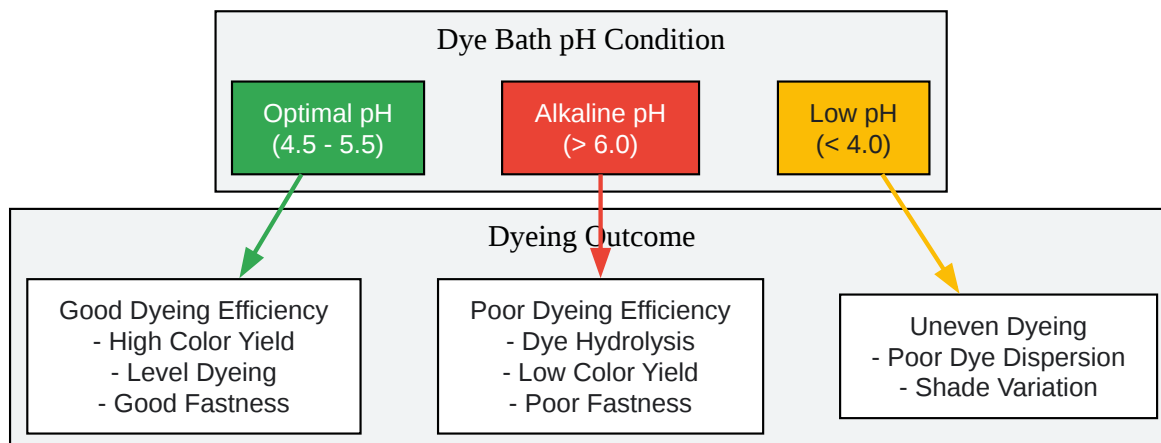 Dye Bath pH Condition
Optimal pH
(4.5 - 5.5)
Alkaline pH
(> 6.0)
Low pH
(< 4.0)
Dyeing Outcome
Good Dyeing Efficiency
- High Color Yield
- Level Dyeing
- Good Fastness
Poor Dyeing Efficiency
- Dye Hydrolysis
- Low Color Yield
- Poor Fastness
Uneven Dyeing
- Poor Dye Dispersion
- Shade Variation